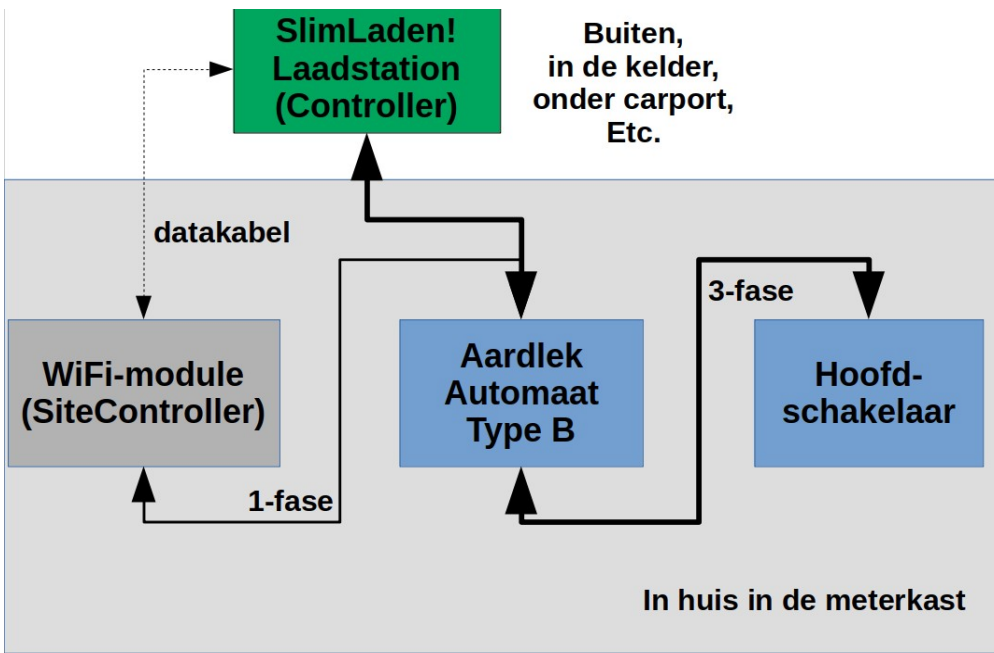 SlimLaden!
Laadstation
(Controller)
Buiten,
in de kelder,
onder carport,
Etc.
datakabel
3-fase
WiFi-module
(SiteController)
Aardlek
Automaat
Type B
Hoofd-
schakelaar
1-fase
In huis in de meterkast